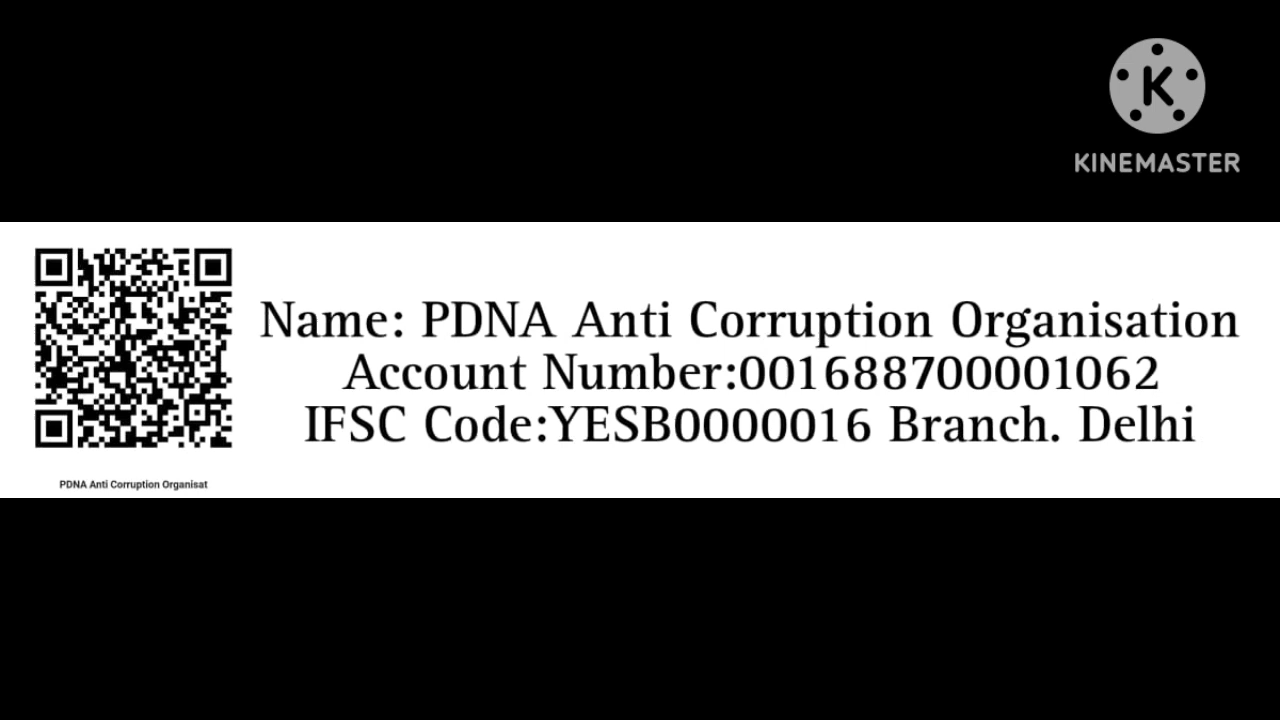 KINEMASTER
Name: PDNA Anti Corruption Organisation
Account Number:001688700001062
IFSC Code:YESB0000016 Branch. Delhi
PDNA Anti Corruption Organisat